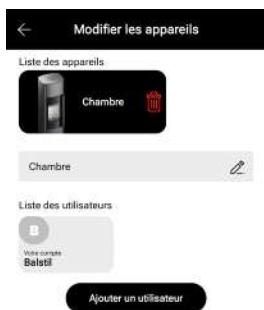 Modifier les appareils
Liste des appareils
Chambre
Chambre
Liste des utilisateurs
B
Votre compte
Balstil
Ajouter un utilisateur